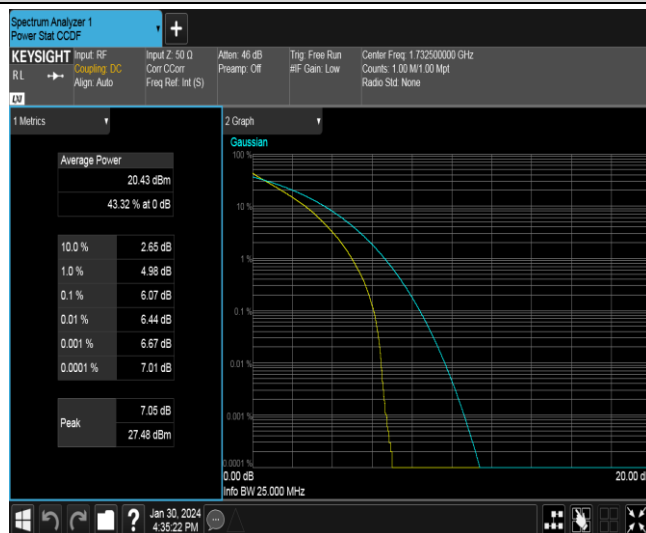 Spectrum Analyzer 1
Power Stat CCDF
+
KEYSIGHT
RL
LXI
Input: RF
Coupling: DC
Align: Auto
Input Z: 50 Ω
Corr CCorr
Freq Ref: Int (S)
Atten: 46 dB
Preamp: Off
Trig: Free Run
#IF Gain: Low
Center Freq: 1.732500000 GHz
Counts: 1.00 M/1.00 Mpt
Radio Std: None
1 Metrics
Average Power
20.43 dBm
43.32 % at 0 dB
10.0 % 2.65 dB
1.0 % 4.98 dB
0.1 % 6.07 dB
0.01 % 6.44 dB
0.001 % 6.67 dB
0.0001 % 7.01 dB
Peak
7.05 dB
27.48 dBm
2 Graph
Gaussian
100 %
10 %
1 %
0.1 %
0.01 %
0.001 %
0.0001 %
0.00 dB
20.00 d
Info BW 25.000 MHz
?
Jan 30, 2024
4:35:22 PM